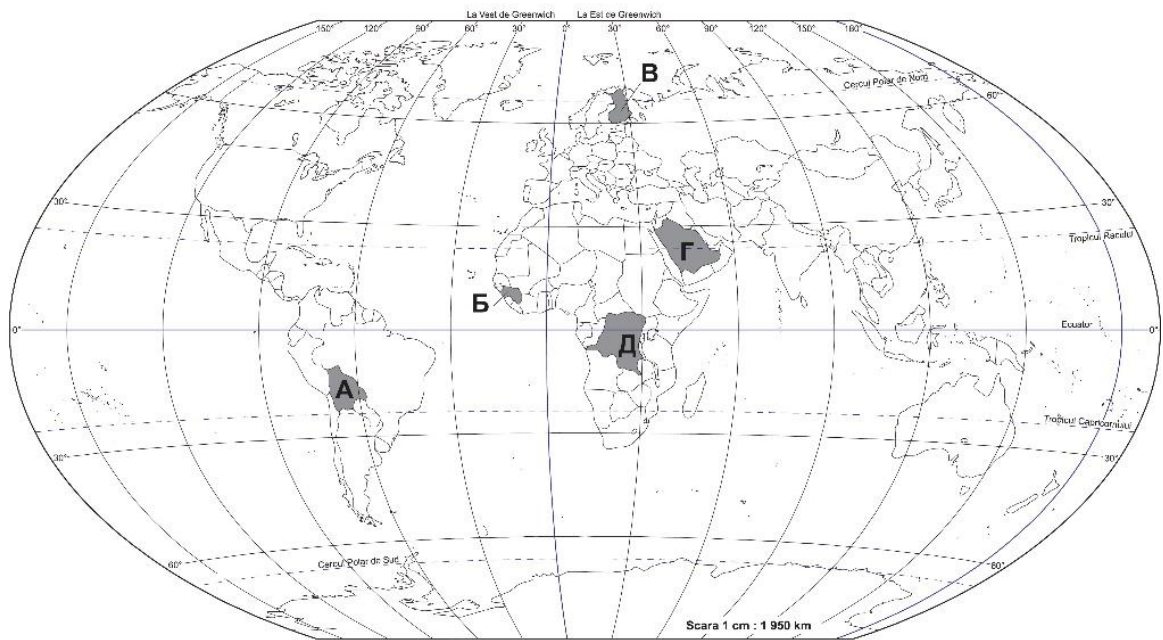 La Vest de Greenwich La Est de Greenwich
150° 120° 90° 60° 30° 0° 30° 60° 90° 120° 150° 180°
В
Cercul Polar de Nord
60°
30° 30°
Tropicul Racului
Г
Б
0° Ecuator 0°
Д
А
Tropicul Capricornului
30° 30°
Cercul Polar de Sud
60° 60°
Scara 1 cm : 1 950 km